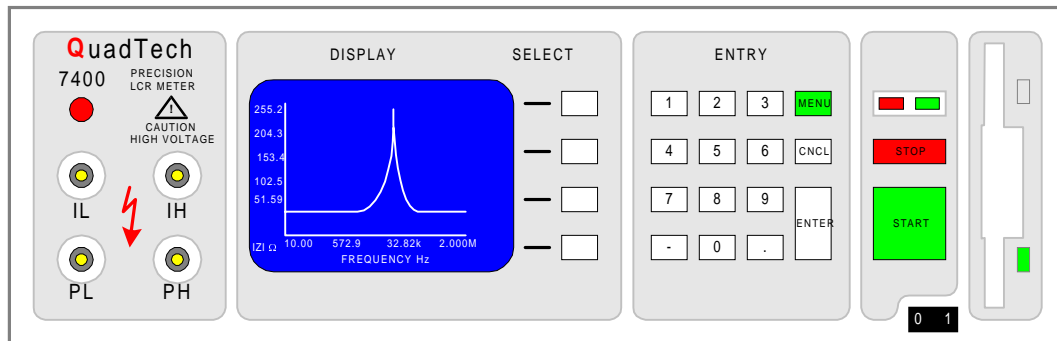 QuadTech
7400
PRECISION
LCR METER
!
CAUTION
HIGH VOLTAGE
IL
IH
PL
PH
DISPLAY
SELECT
255.2
204.3
153.4
102.5
51.59
IZI Ω
10.00 572.9 32.82k 2.000M
FREQUENCY Hz
ENTRY
1 2 3 MENU
4 5 6 CNCL
7 8 9
ENTER
- 0 .
STOP
START
0 1